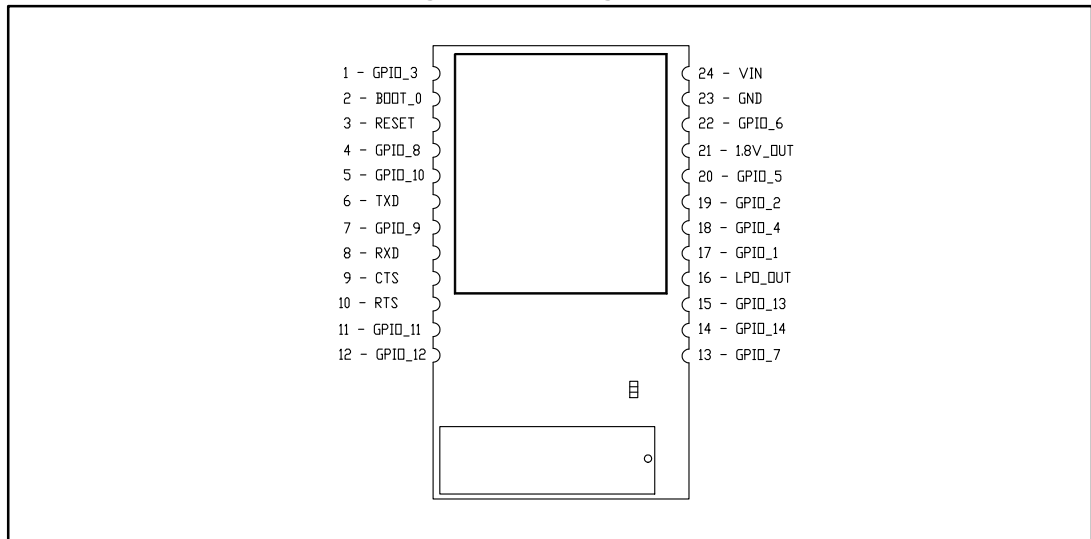 1 - GPIO_3
2 - BOOT_0
3 - RESET
4 - GPIO_8
5 - GPIO_10
6 - TXD
7 - GPIO_9
8 - RXD
9 - CTS
10 - RTS
11 - GPIO_11
12 - GPIO_12
24 - VIN
23 - GND
22 - GPIO_6
21 - 1.8V_OUT
20 - GPIO_5
19 - GPIO_2
18 - GPIO_4
17 - GPIO_1
16 - LPO_OUT
15 - GPIO_13
14 - GPIO_14
13 - GPIO_7